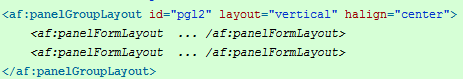 <af:panelGroupLayout id="pgl2" layout="vertical" halign="center">
<af:panelFormLayout ... /af:panelFormLayout>
<af:panelFormLayout ... /af:panelFormLayout>
</af:panelGroupLayout>